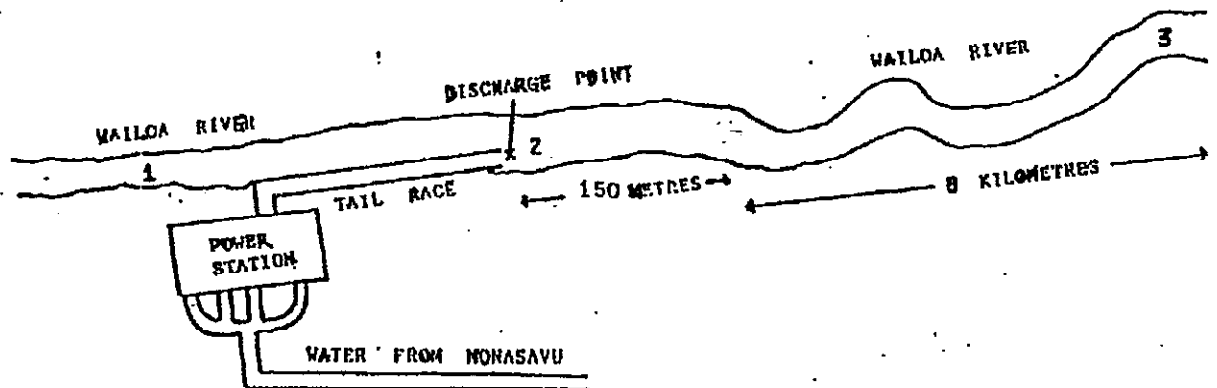 WAILOA RIVER
3
DISCHARGE POINT
WAILOA RIVER
2
1
150 METRES
8 KILOMETRES
TAIL RACE
POWER
STATION
WATER FROM MONASAVU